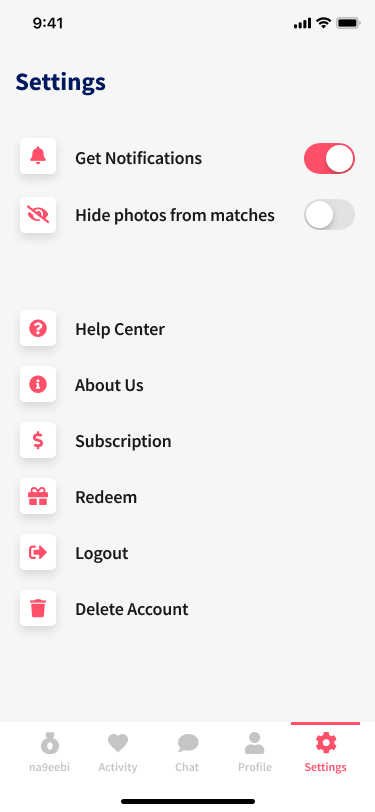 9:41
Settings
Get Notifications
Hide photos from matches
Help Center
About Us
Subscription
Redeem
Logout
Delete Account
na9eebi
Activity
Chat
Profile
Settings